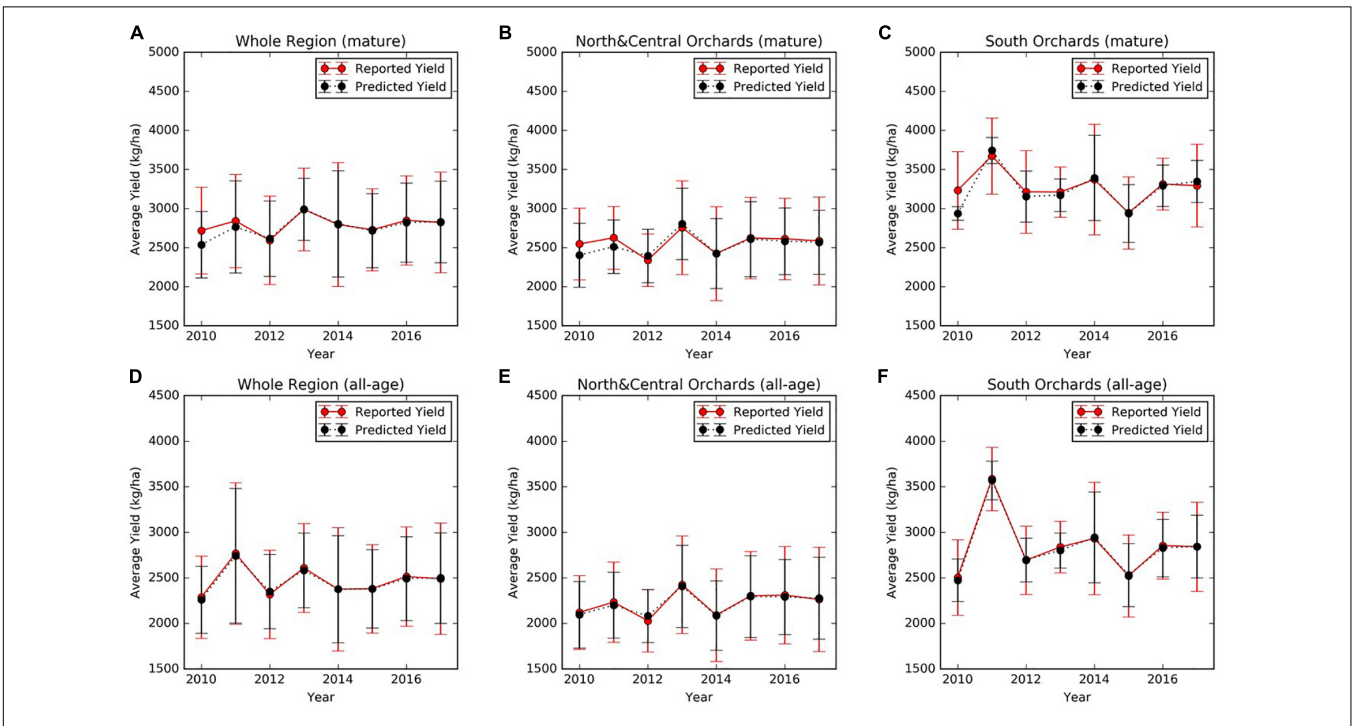 A
Whole Region (mature)
5000
4500
4000
3500
3000
2500
2000
1500
Average Yield (kg/ha)
Reported Yield
Predicted Yield
2010
2012
2014
2016
Year
B
North&Central Orchards (mature)
5000
4500
4000
3500
3000
2500
2000
1500
Average Yield (kg/ha)
Reported Yield
Predicted Yield
2010
2012
2014
2016
Year
C
South Orchards (mature)
5000
4500
4000
3500
3000
2500
2000
1500
Average Yield (kg/ha)
Reported Yield
Predicted Yield
2010
2012
2014
2016
Year
D
Whole Region (all-age)
4500
4000
3500
3000
2500
2000
1500
Average Yield (kg/ha)
Reported Yield
Predicted Yield
2010
2012
2014
2016
Year
E
North&Central Orchards (all-age)
4500
4000
3500
3000
2500
2000
1500
Average Yield (kg/ha)
Reported Yield
Predicted Yield
2010
2012
2014
2016
Year
F
South Orchards (all-age)
4500
4000
3500
3000
2500
2000
1500
Average Yield (kg/ha)
Reported Yield
Predicted Yield
2010
2012
2014
2016
Year